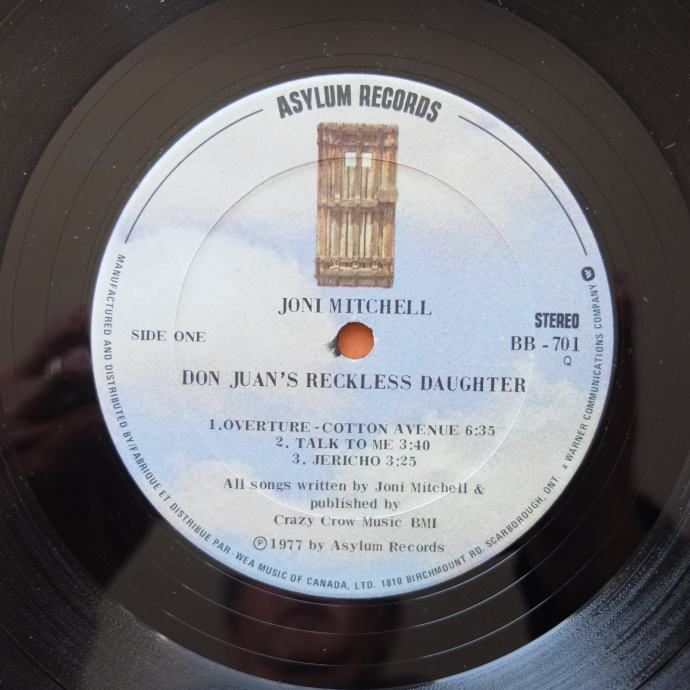 ASYLUM RECORDS
JONI MITCHELL
SIDE ONE
STEREO
BB - 701
Q
DON JUAN'S RECKLESS DAUGHTER
1.OVERTURE - COTTON AVENUE 6:35
2. TALK TO ME 3:40
3. JERICHO 3:25
All songs written by Joni Mitchell &
published by
Crazy Crow Music BMI
Ⓟ1977 by Asylum Records
MANUFACTURED AND DISTRIBUTED BY/FABRIQUE ET DISTRIBUE PAR · WEA MUSIC OF CANADA, LTD. 1810 BIRCHMOUNT RD. SCARBOROUGH, ONT. a WARNER COMMUNICATIONS COMPANY